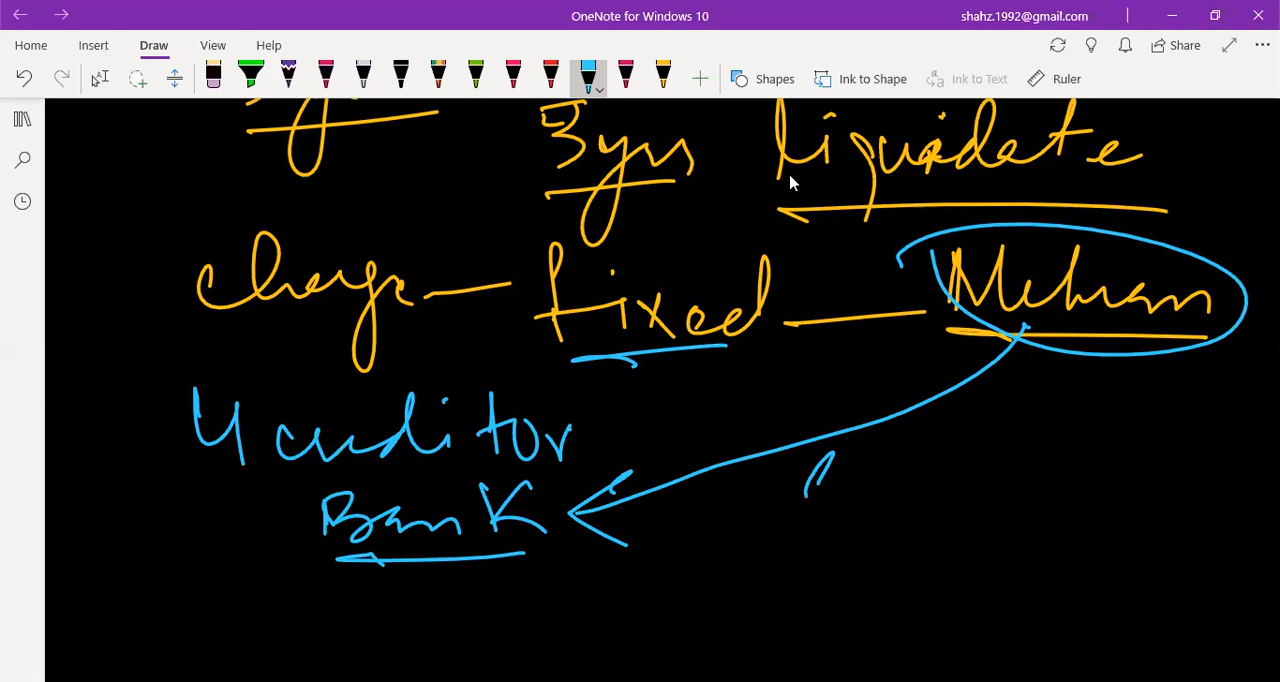 OneNote for Windows 10
shahz.1992@gmail.com
Home Insert Draw View Help
Share
Shapes
Ink to Shape
Ink to Text
Ruler
3yrs liquidate
charge — fixed —
4 creditor
Bank